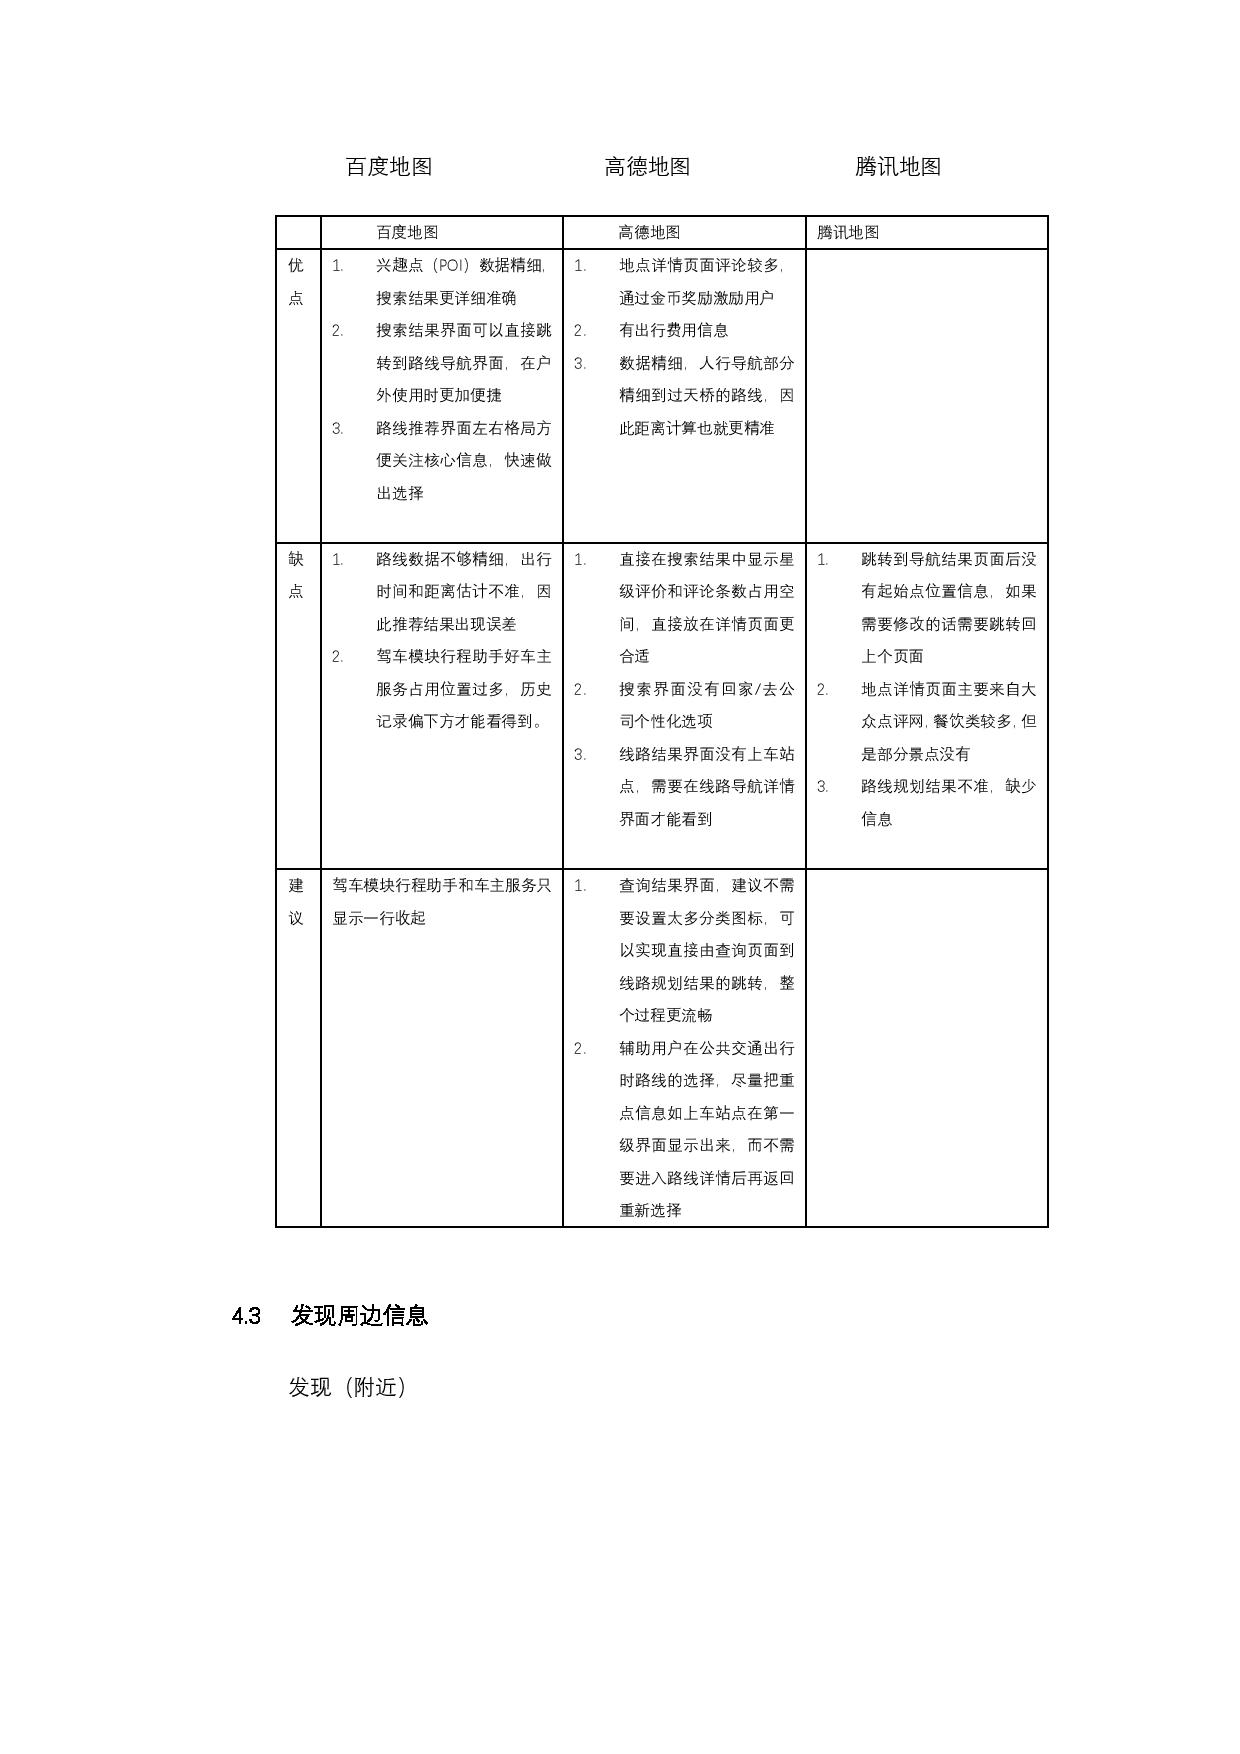 百度地图 高德地图 腾讯地图
百度地图 高德地图 腾讯地图
优
点
1. 兴趣点（POI）数据精细，
搜索结果更详细准确
2. 搜索结果界面可以直接跳
转到路线导航界面，在户
外使用时更加便捷
3. 路线推荐界面左右格局方
便关注核心信息，快速做
出选择
1. 地点详情页面评论较多，
通过金币奖励激励用户
2. 有出行费用信息
3. 数据精细，人行导航部分
精细到过天桥的路线，因
此距离计算也就更精准
缺
点
1. 路线数据不够精细，出行
时间和距离估计不准，因
此推荐结果出现误差
2. 驾车模块行程助手好车主
服务占用位置过多，历史
记录偏下方才能看得到。
1. 直接在搜索结果中显示星
级评价和评论条数占用空
间，直接放在详情页面更
合适
2. 搜索界面没有回家/去公
司个性化选项
3. 线路结果界面没有上车站
点，需要在线路导航详情
界面才能看到
1. 跳转到导航结果页面后没
有起始点位置信息，如果
需要修改的话需要跳转回
上个页面
2. 地点详情页面主要来自大
众点评网，餐饮类较多，但
是部分景点没有
3. 路线规划结果不准，缺少
信息
建
议
驾车模块行程助手和车主服务只
显示一行收起
1. 查询结果界面，建议不需
要设置太多分类图标，可
以实现直接由查询页面到
线路规划结果的跳转，整
个过程更流畅
2. 辅助用户在公共交通出行
时路线的选择，尽量把重
点信息如上车站点在第一
级界面显示出来，而不需
要进入路线详情后再返回
重新选择
4.3 发现周边信息
发现（附近）